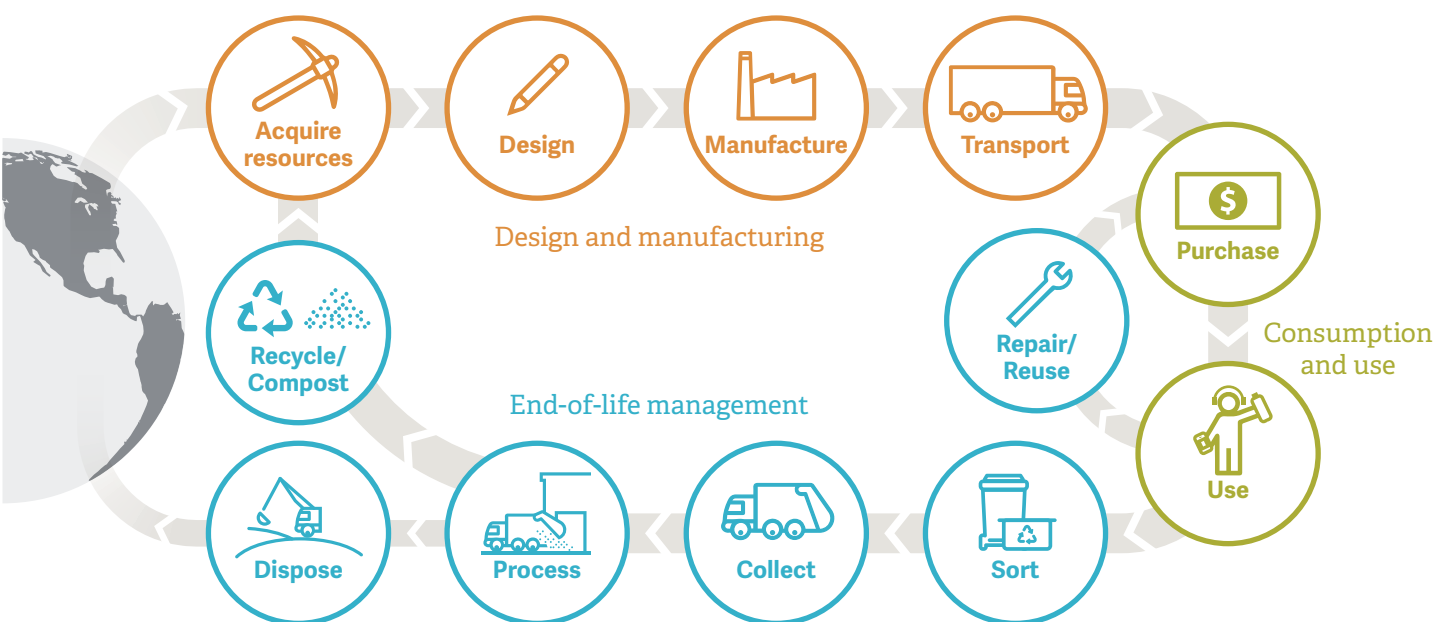 Acquire
resources
Design
Manufacture
Transport
$
Purchase
Design and manufacturing
Consumption
and use
Repair/
Reuse
Recycle/
Compost
End-of-life management
Use
Dispose
Process
Collect
Sort